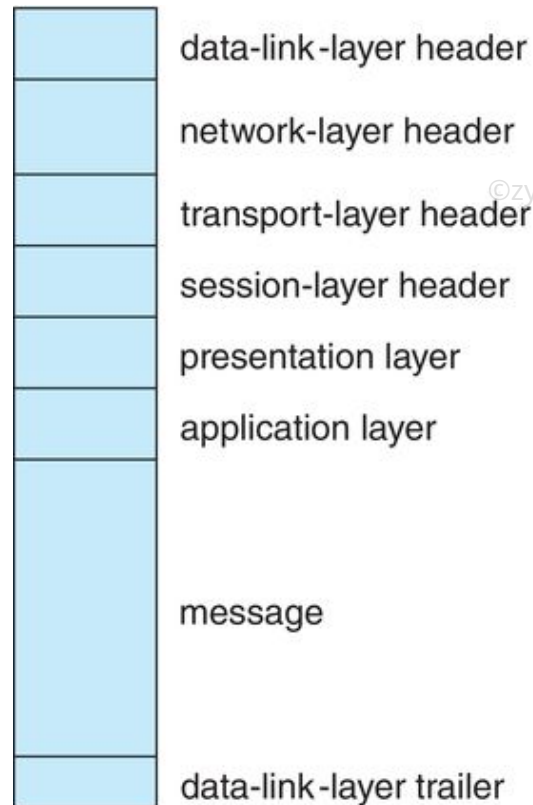 data-link-layer header
network-layer header
©zy
transport-layer header
session-layer header
presentation layer
application layer
message
data-link-layer trailer